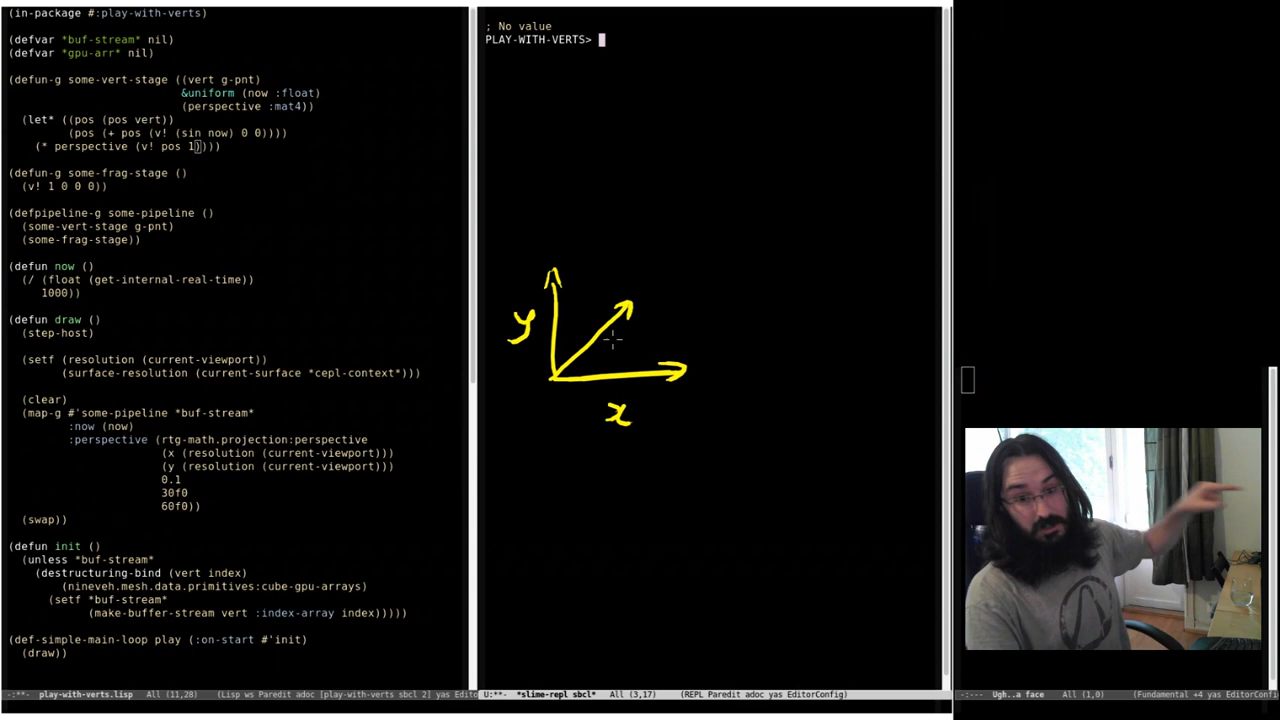 (in-package #:play-with-verts)
(defvar *buf-stream* nil)
(defvar *gpu-arr* nil)
(defun-g some-vert-stage ((vert g-pnt)
&uniform (now :float)
(perspective :mat4))
(let* ((pos (pos vert))
(pos (+ pos (v! (sin now) 0 0))))
(* perspective (v! pos 1))))
(defun-g some-frag-stage ()
(v! 1 0 0 0))
(defpipeline-g some-pipeline ()
(some-vert-stage g-pnt)
(some-frag-stage))
(defun now ()
(/ (float (get-internal-real-time))
1000))
(defun draw ()
(step-host)
(setf (resolution (current-viewport))
(surface-resolution (current-surface *cepl-context*)))
(clear)
(map-g #'some-pipeline *buf-stream*
:now (now)
:perspective (rtg-math.projection:perspective
(x (resolution (current-viewport)))
(y (resolution (current-viewport)))
0.1
30f0
60f0))
(swap))
(defun init ()
(unless *buf-stream*
(destructuring-bind (vert index)
(nineveh.mesh.data.primitives:cube-gpu-arrays)
(setf *buf-stream*
(make-buffer-stream vert :index-array index)))))
(def-simple-main-loop play (:on-start #'init)
(draw))
-:**- play-with-verts.lisp All (11,28) (Lisp ws Paredit adoc [play-with-verts sbcl 2] yas Edito
; No value
PLAY-WITH-VERTS>
y
x
U:**- *slime-repl sbcl* All (3,17) (REPL Paredit adoc yas EditorConfig)
-:--- Ugh..a face All (1,0) (Fundamental +4 yas EditorConfi